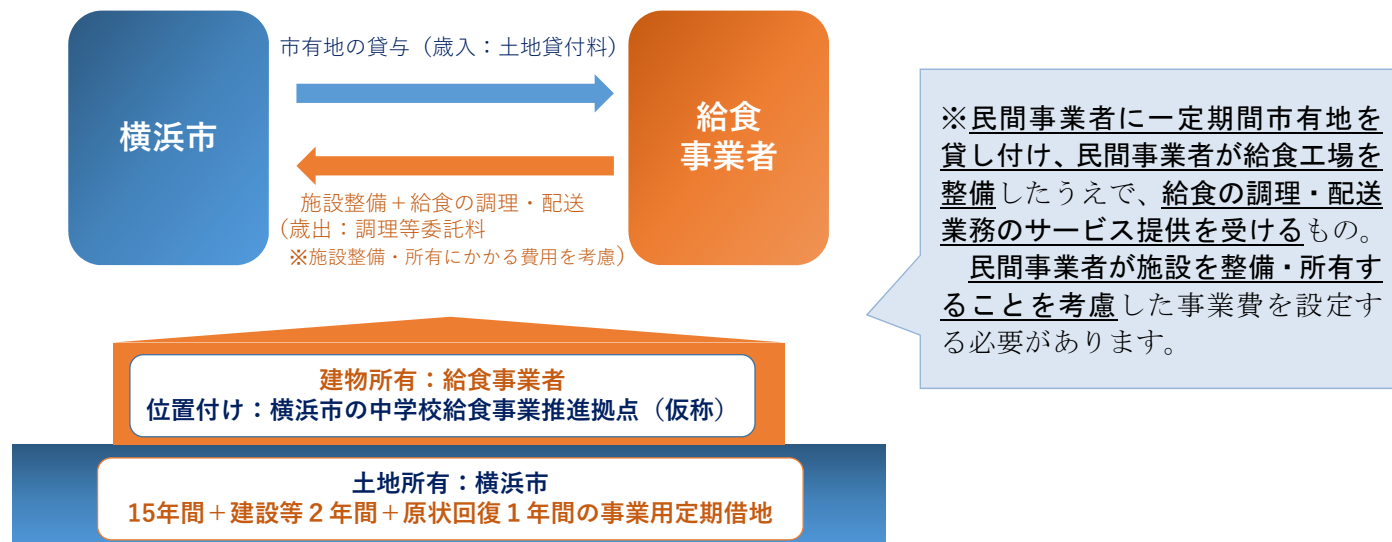 横浜市
市有地の貸与（歳入：土地貸付料）
給食
事業者
施設整備＋給食の調理・配送
(歳出：調理等委託料
※施設整備・所有にかかる費用を考慮)
※民間事業者に一定期間市有地を
貸し付け、民間事業者が給食工場を
整備したうえで、給食の調理・配送
業務のサービス提供を受けるもの。
民間事業者が施設を整備・所有す
ることを考慮した事業費を設定す
る必要があります。
建物所有：給食事業者
位置付け：横浜市の中学校給食事業推進拠点（仮称）
土地所有：横浜市
15年間＋建設等２年間＋原状回復１年間の事業用定期借地